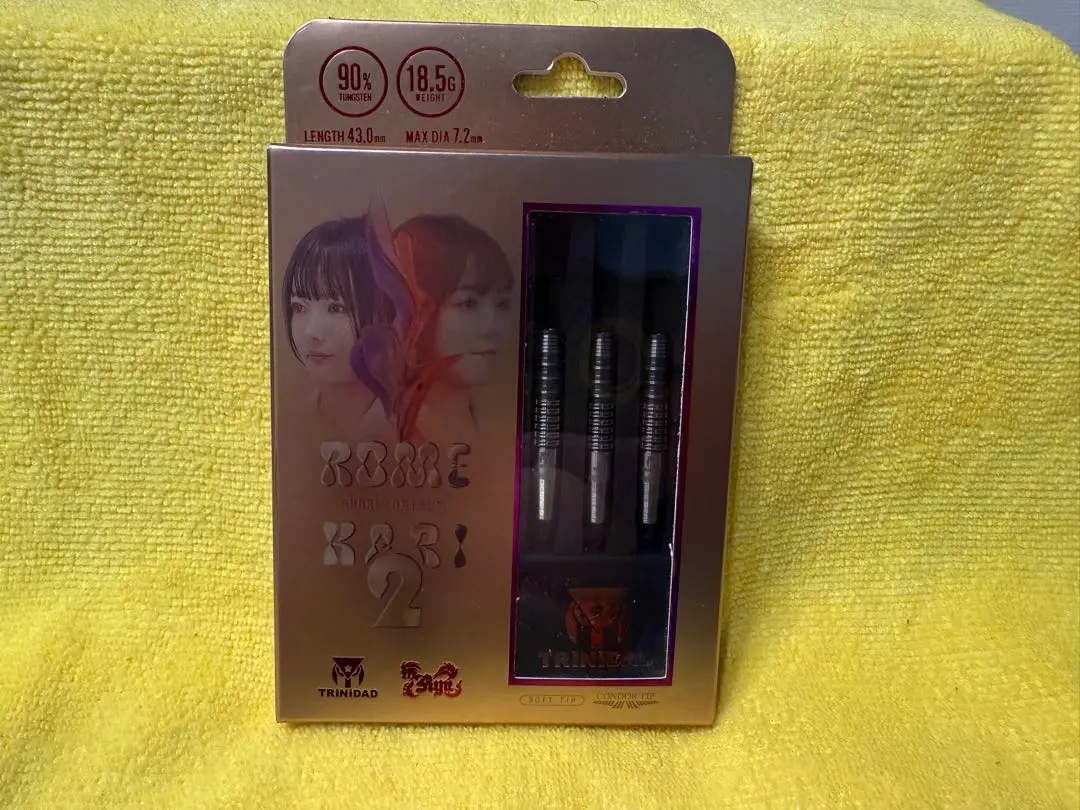 90%
TUNGSTEN
18.5G
WEIGHT
LENGTH 43.0mm
MAX DIA 7.2mm
ROME
KARI
2
TRiNiDAD
Ryu
TRiNiDAD
SOFT TIP
CONDOR TIP